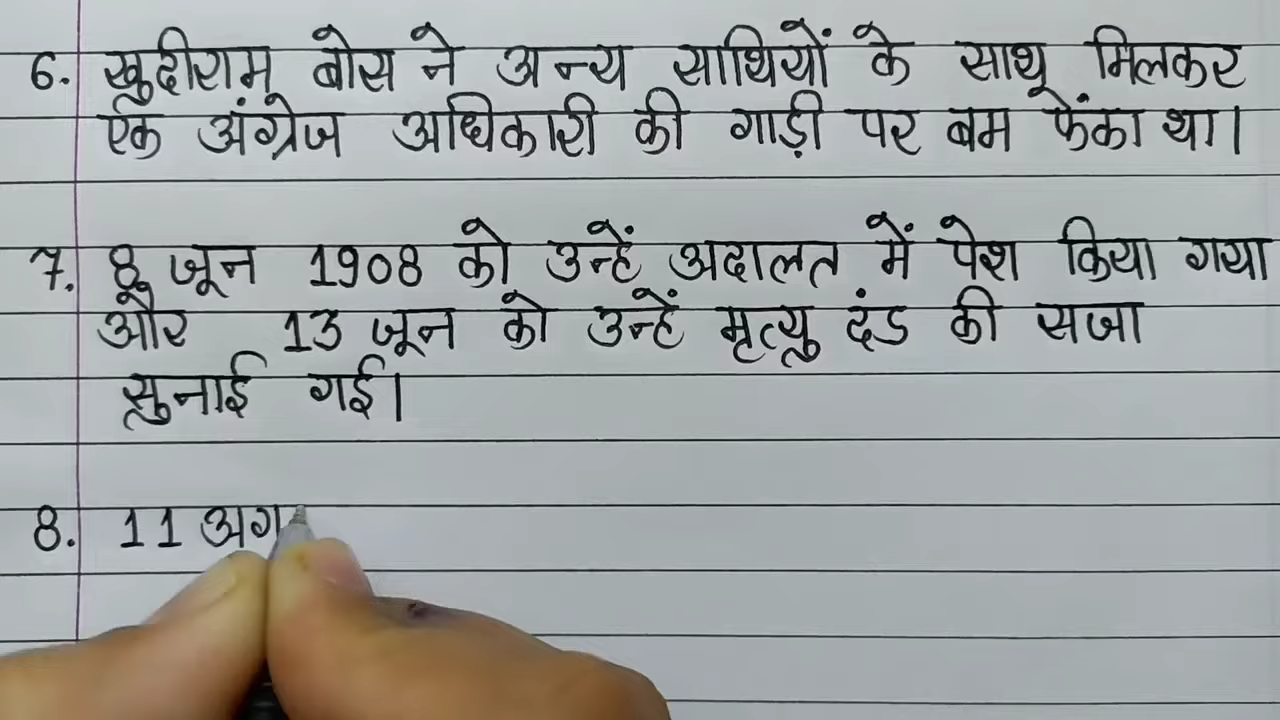 6. खुदीराम बोस ने अन्य साथियों के साथ मिलकर
एक अंग्रेज अधिकारी की गाड़ी पर बम फेंका था।
7. 8 जून 1908 को उन्हें अदालत में पेश किया गया
और 13 जून को उन्हें मृत्यु दंड की सजा
सुनाई गई।
8. 11 अग